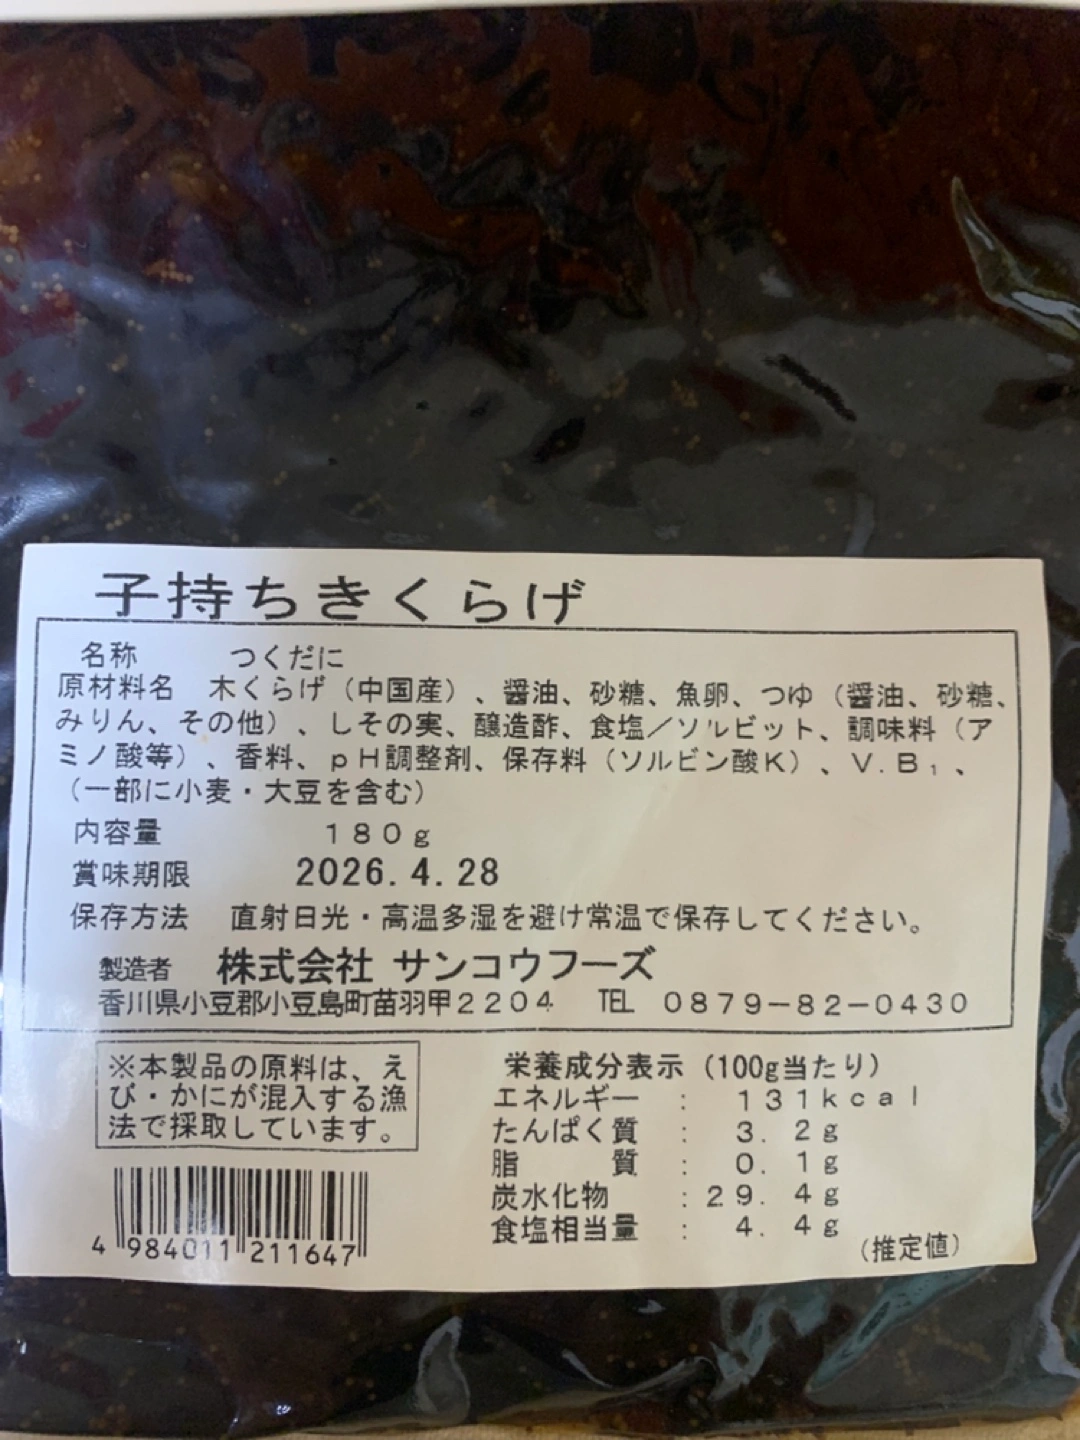 子持ちきくらげ
名称 つくだに
原材料名 木くらげ（中国産）、醤油、砂糖、魚卵、つゆ（醤油、砂糖、
みりん、その他）、しその実、醸造酢、食塩／ソルビット、調味料（ア
ミノ酸等）、香料、ｐＨ調整剤、保存料（ソルビン酸Ｋ）、Ｖ.Ｂ₁、
（一部に小麦・大豆を含む）
内容量 １８０ｇ
賞味期限 2026.4.28
保存方法 直射日光・高温多湿を避け常温で保存してください。
製造者 株式会社 サンコウフーズ
香川県小豆郡小豆島町苗羽甲２２０４ TEL ０８７９－８２－０４３０
※本製品の原料は、え
び・かにが混入する漁
法で採取しています。
4 984011 211647
栄養成分表示（100g当たり）
エネルギー ： １３１ｋｃａｌ
たんぱく質 ： ３．２ｇ
脂質 ： ０．１ｇ
炭水化物 ：２９．４ｇ
食塩相当量 ： ４．４ｇ
（推定値）